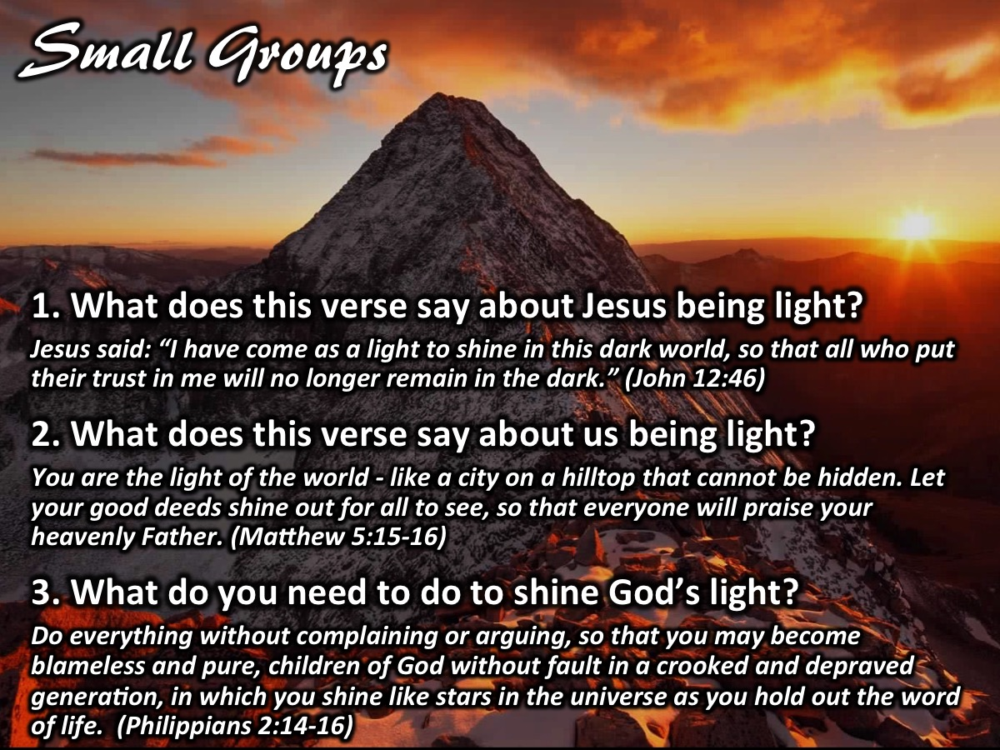 Small Groups
1. What does this verse say about Jesus being light?
Jesus said: “I have come as a light to shine in this dark world, so that all who put
their trust in me will no longer remain in the dark.” (John 12:46)
2. What does this verse say about us being light?
You are the light of the world - like a city on a hilltop that cannot be hidden. Let
your good deeds shine out for all to see, so that everyone will praise your
heavenly Father. (Matthew 5:15-16)
3. What do you need to do to shine God’s light?
Do everything without complaining or arguing, so that you may become
blameless and pure, children of God without fault in a crooked and depraved
generation, in which you shine like stars in the universe as you hold out the word
of life.  (Philippians 2:14-16)